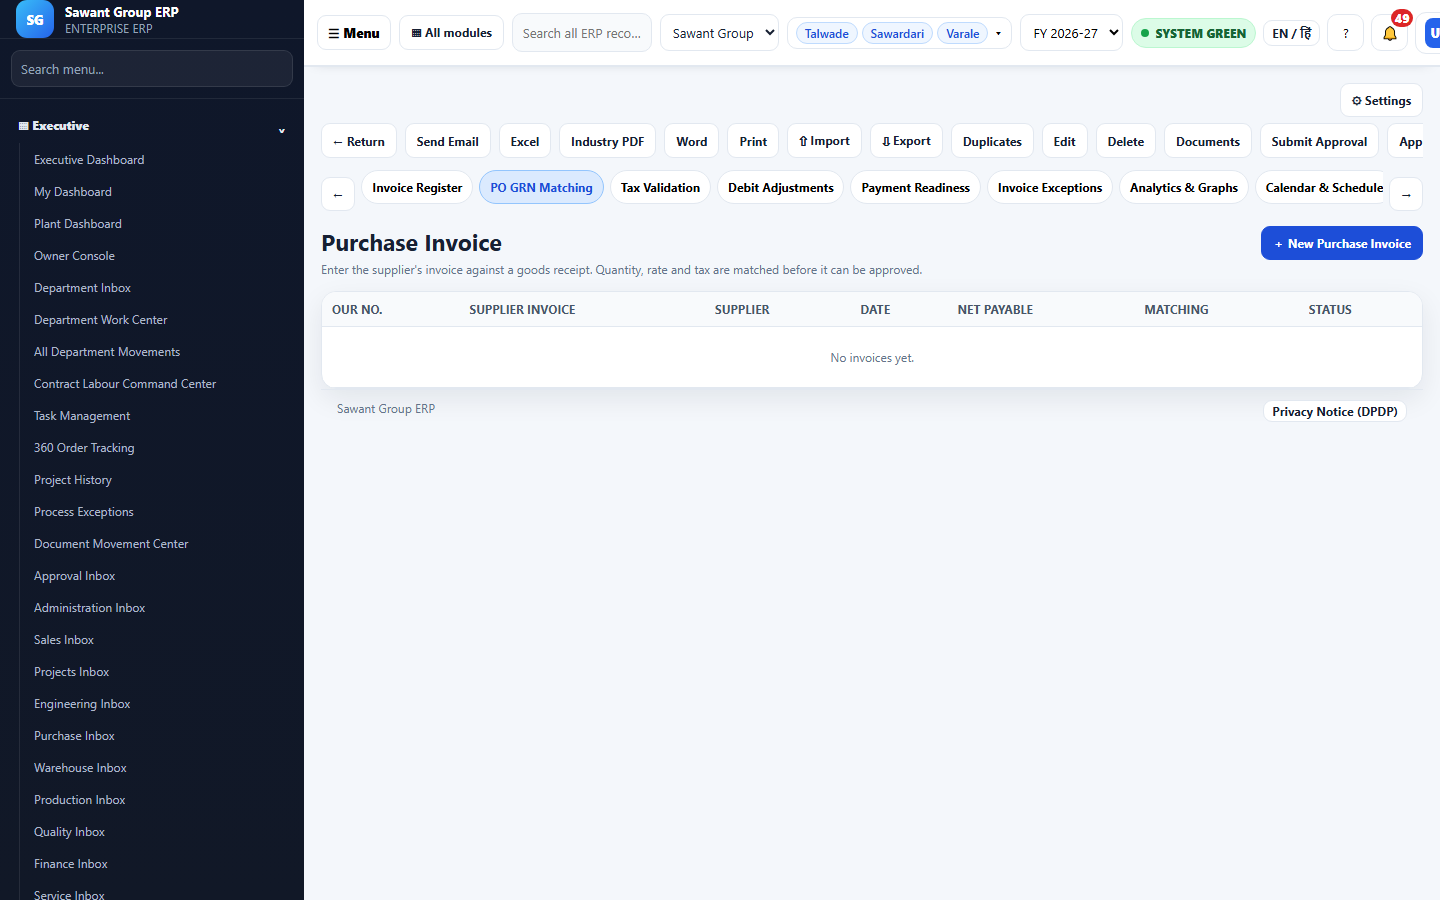 SG
Sawant Group ERP
ENTERPRISE ERP
☰ Menu
All modules
Search all ERP reco...
Sawant Group
Talwade
Sawardari
Varale
FY 2026-27
SYSTEM GREEN
EN / हिं
?
49
Search menu...
⚙ Settings
Executive
Executive Dashboard
My Dashboard
Plant Dashboard
Owner Console
Department Inbox
Department Work Center
All Department Movements
Contract Labour Command Center
Task Management
360 Order Tracking
Project History
Process Exceptions
Document Movement Center
Approval Inbox
Administration Inbox
Sales Inbox
Projects Inbox
Engineering Inbox
Purchase Inbox
Warehouse Inbox
Production Inbox
Quality Inbox
Finance Inbox
Service Inbox
← Return
Send Email
Excel
Industry PDF
Word
Print
⇧ Import
⇩ Export
Duplicates
Edit
Delete
Documents
Submit Approval
App
←
Invoice Register
PO GRN Matching
Tax Validation
Debit Adjustments
Payment Readiness
Invoice Exceptions
Analytics & Graphs
Calendar & Schedule
→
Purchase Invoice
+ New Purchase Invoice
Enter the supplier's invoice against a goods receipt. Quantity, rate and tax are matched before it can be approved.
OUR NO.
SUPPLIER INVOICE
SUPPLIER
DATE
NET PAYABLE
MATCHING
STATUS
No invoices yet.
Sawant Group ERP
Privacy Notice (DPDP)